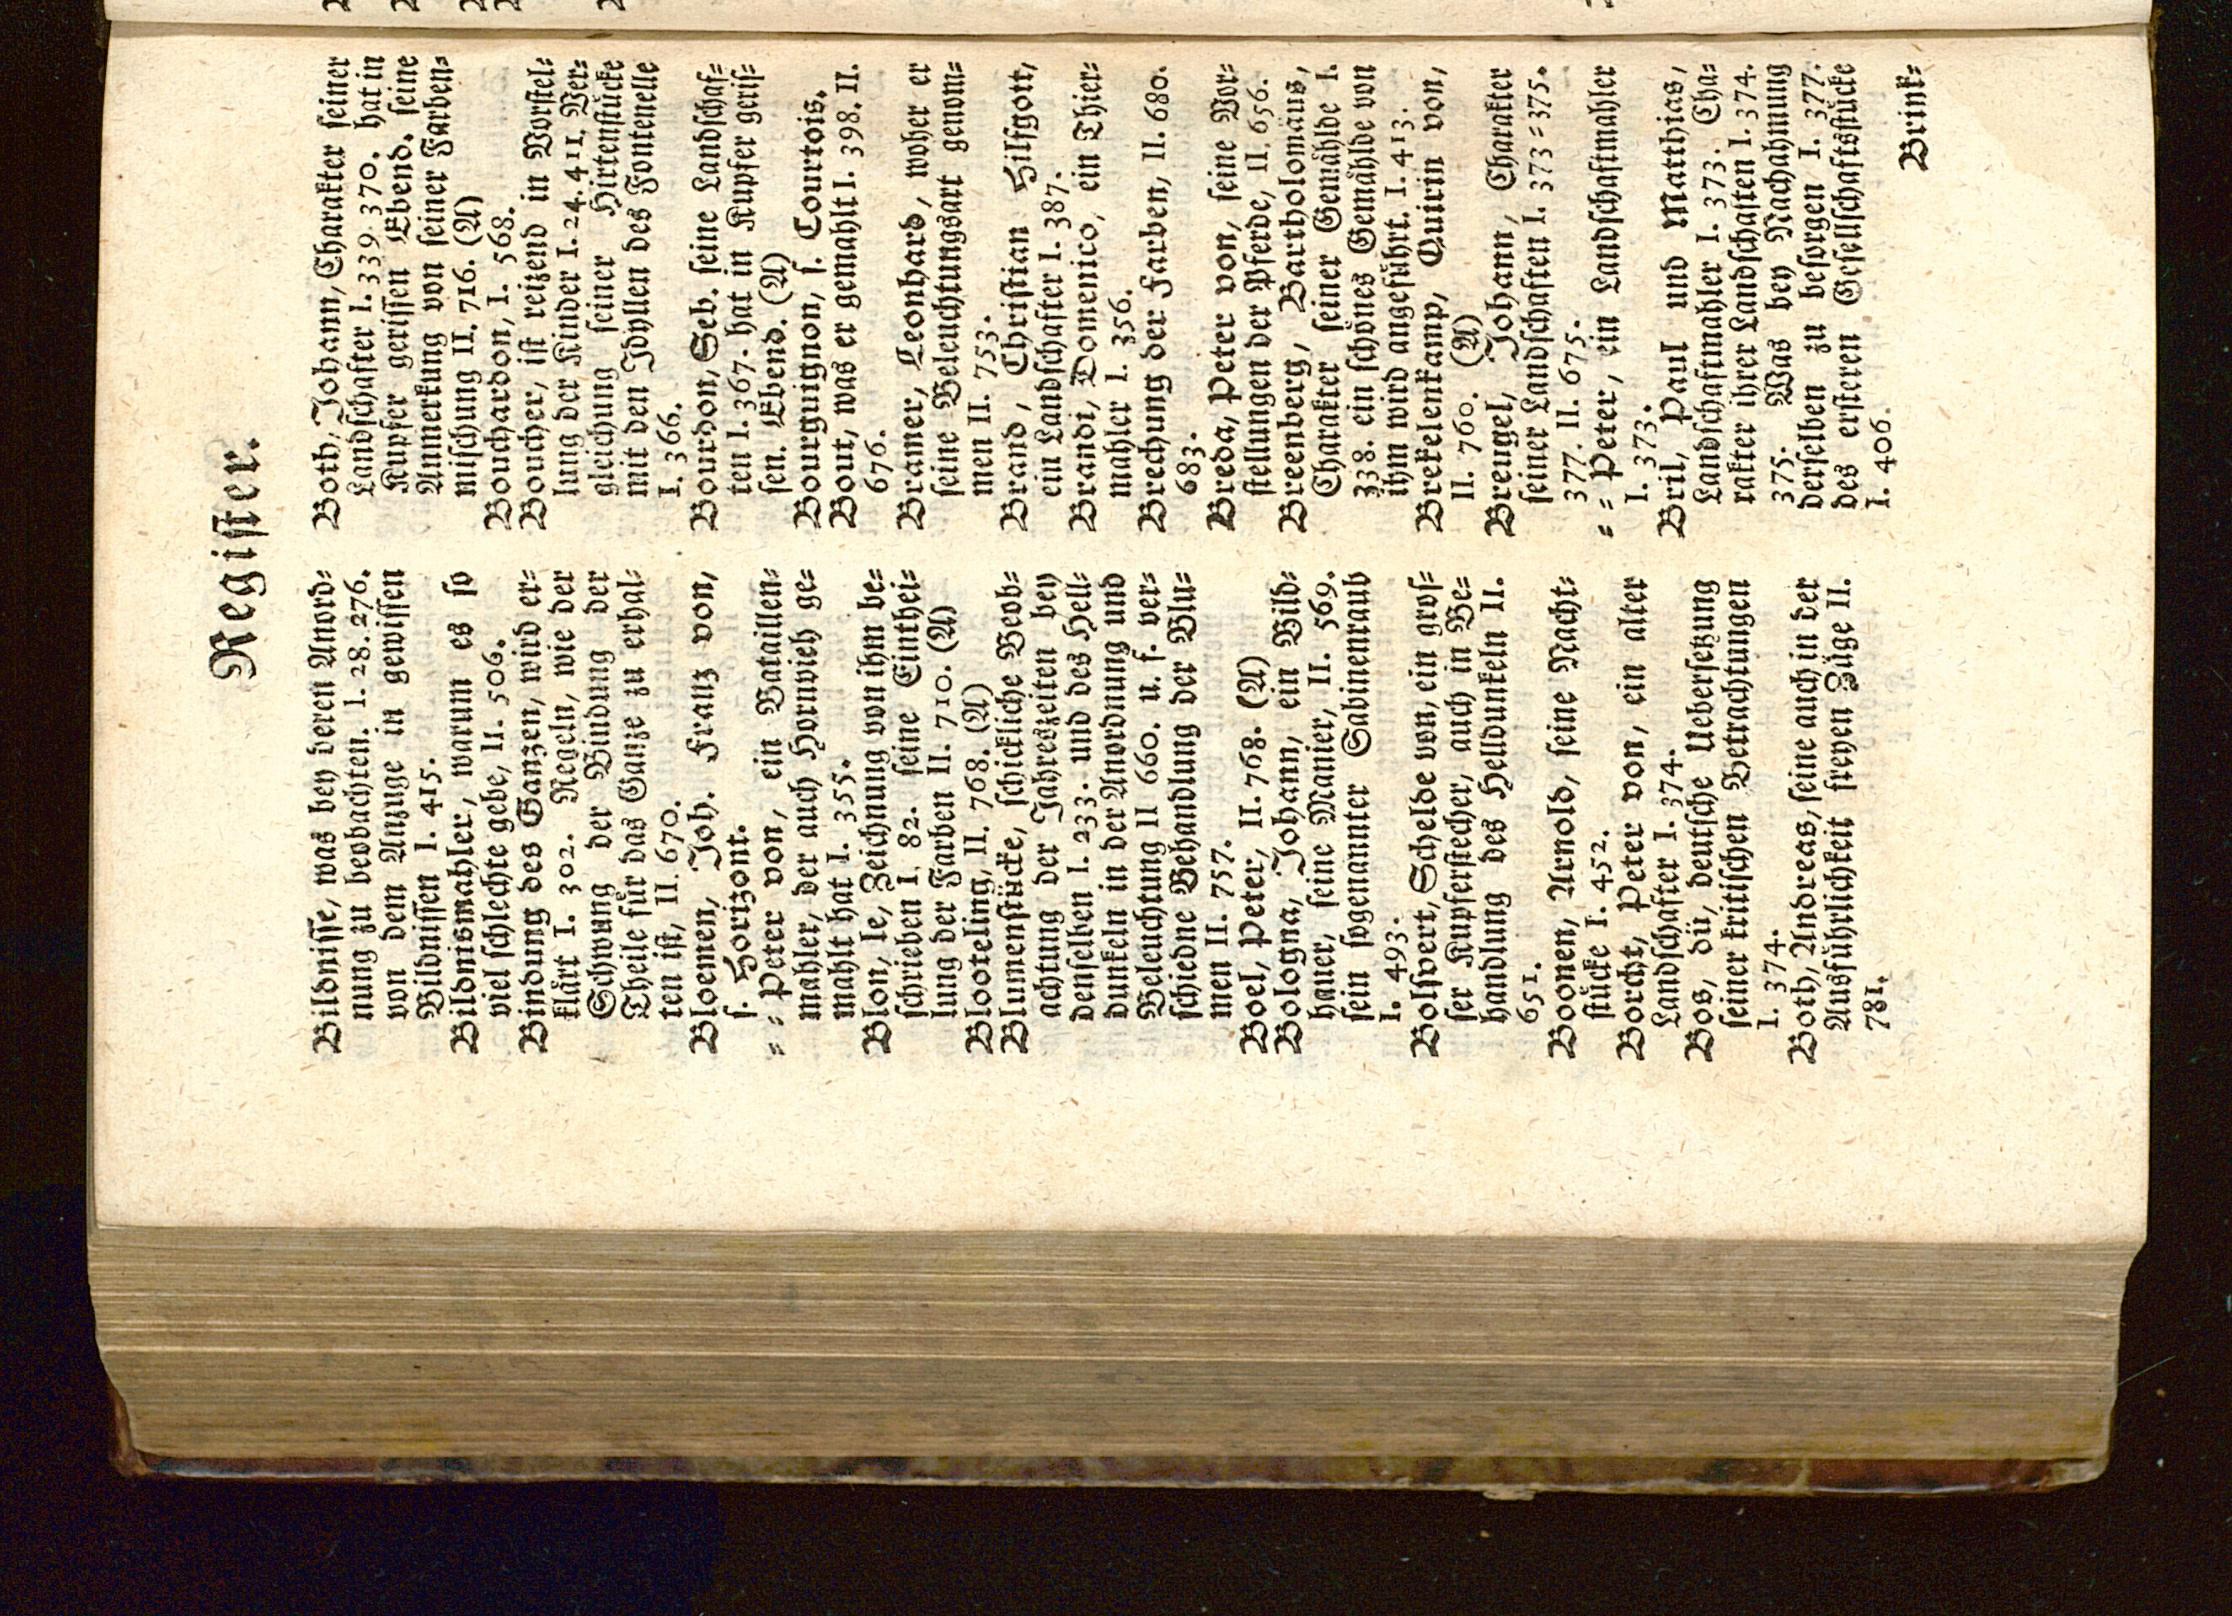 Regiſter.
Bildniſſe, was bey deren Anord⸗
nung zu beobachten. I. 28. 276.
von dem Anzuge in gewiſſen
Bildniſſen I. 415.
Bildnismahler, warum es ſo
viel ſchlechte gebe, II. 506.
Bindung des Ganzen, wird er⸗
klärt I. 302. Regeln, wie der
Schwung der Bindung der
Theile für das Ganze zu erhal⸗
ten iſt, II. 670.
Bloemen, Joh. Franz von,
ſ. Horizont.
⸗ ⸗ Peter von, ein Bataillen⸗
mahler, der auch Hornvieh ge⸗
mahlt hat I. 355.
Blon, le, Zeichnung von ihm be⸗
ſchrieben I. 82. ſeine Einthei⸗
lung der Farben II. 710. (A)
Blooteling, II. 768. (A)
Blumenſtücke, ſchickliche Beob⸗
achtung der Jahreszeiten bey
denſelben I. 233. und des Hell⸗
dunkeln in der Anordnung und
Beleuchtung II 660. u. f. ver⸗
ſchiedne Behandlung der Blu⸗
men II. 757.
Boel, Peter, II. 768. (A)
Bologna, Johann, ein Bild⸗
hauer, ſeine Manier, II. 569.
ſein ſogenannter Sabinenraub
I. 493.
Bolſvert, Schelde von, ein groſ⸗
ſer Kupferſtecher, auch in Be⸗
handlung des Helldunkeln II.
651.
Boonen, Arnold, ſeine Nacht⸗
ſtücke I. 452.
Borcht, Peter von, ein alter
Landſchafter I. 374.
Bos, dü, deutſche Ueberſetzung
ſeiner kritiſchen Betrachtungen
I. 374.
Both, Andreas, ſeine auch in der
Ausführlichkeit freyen Züge II.
781.
Both, Johann, Charakter ſeiner
Landſchafter I. 339. 370. hat in
Kupfer geriſſen Ebend. ſeine
Anmerkung von ſeiner Farben⸗
miſchung II. 716. (A)
Bouchardon, I. 568.
Boucher, iſt reizend in Vorſtel⸗
lung der Kinder I. 24. 411. Ver⸗
gleichung ſeiner Hirtenſtücke
mit den Idyllen des Fontenelle
I. 366.
Bourdon, Seb. ſeine Landſchaf⸗
ten I. 367. hat in Kupfer geriſ⸗
ſen. Ebend. (A)
Bourguignon, ſ. Courtois.
Bout, was er gemahlt I. 398. II.
676.
Bramer, Leonhard, woher er
ſeine Beleuchtungsart genom⸗
men II. 753.
Brand, Chriſtian Hilfgott,
ein Landſchafter I. 387.
Brandi, Domenico, ein Thier⸗
mahler I. 356.
Brechung der Farben, II. 680.
683.
Breda, Peter von, ſeine Vor⸗
ſtellungen der Pferde, II. 656.
Breenberg, Bartholomäus,
Charakter ſeiner Gemählde I.
338. ein ſchönes Gemählde von
ihm wird angeführt. I. 413.
Brekelenkamp, Quirin von,
II. 760. (A)
Breugel, Johann, Charakter
ſeiner Landſchaften I. 373⸗375.
377. II. 675.
⸗ ⸗ Peter, ein Landſchaftmahler
I. 373.
Bril, Paul und Matthias,
Landſchaftmahler I. 373. Cha⸗
rakter ihrer Landſchaften I. 374.
375. Was bey Nachahmung
derſelben zu beſorgen I. 377.
des erſteren Geſellſchaftsſtücke
I. 406.
Brink⸗